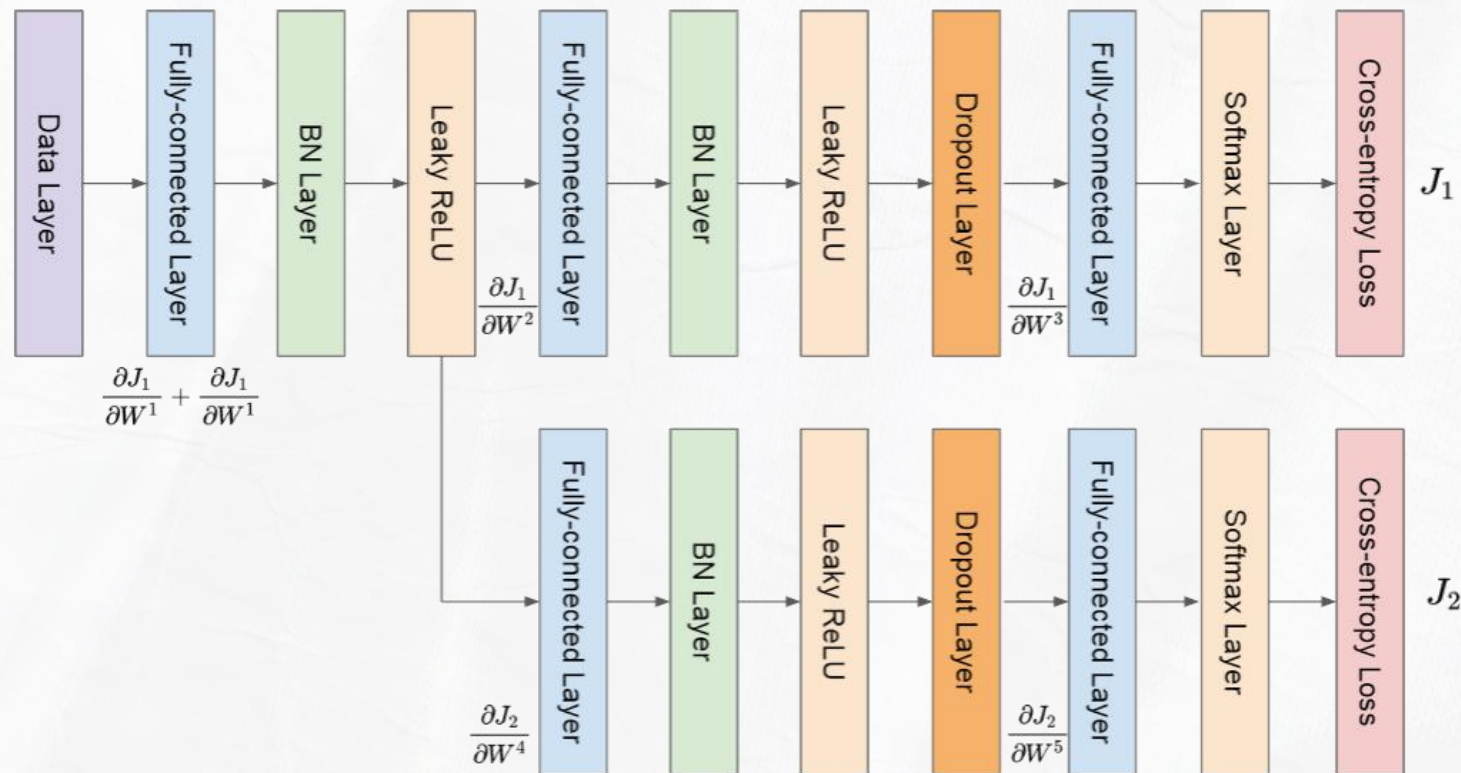 Data Layer
Fully-connected Layer
BN Layer
Leaky ReLU
Fully-connected Layer
BN Layer
Leaky ReLU
Dropout Layer
Fully-connected Layer
Softmax Layer
Cross-entropy Loss
J₁
∂J₁/∂W² 
∂J₁/∂W³
∂J₁/∂W¹ + ∂J₁/∂W¹
Fully-connected Layer
BN Layer
Leaky ReLU
Dropout Layer
Fully-connected Layer
Softmax Layer
Cross-entropy Loss
J₂
∂J₂/∂W⁴
∂J₂/∂W⁵